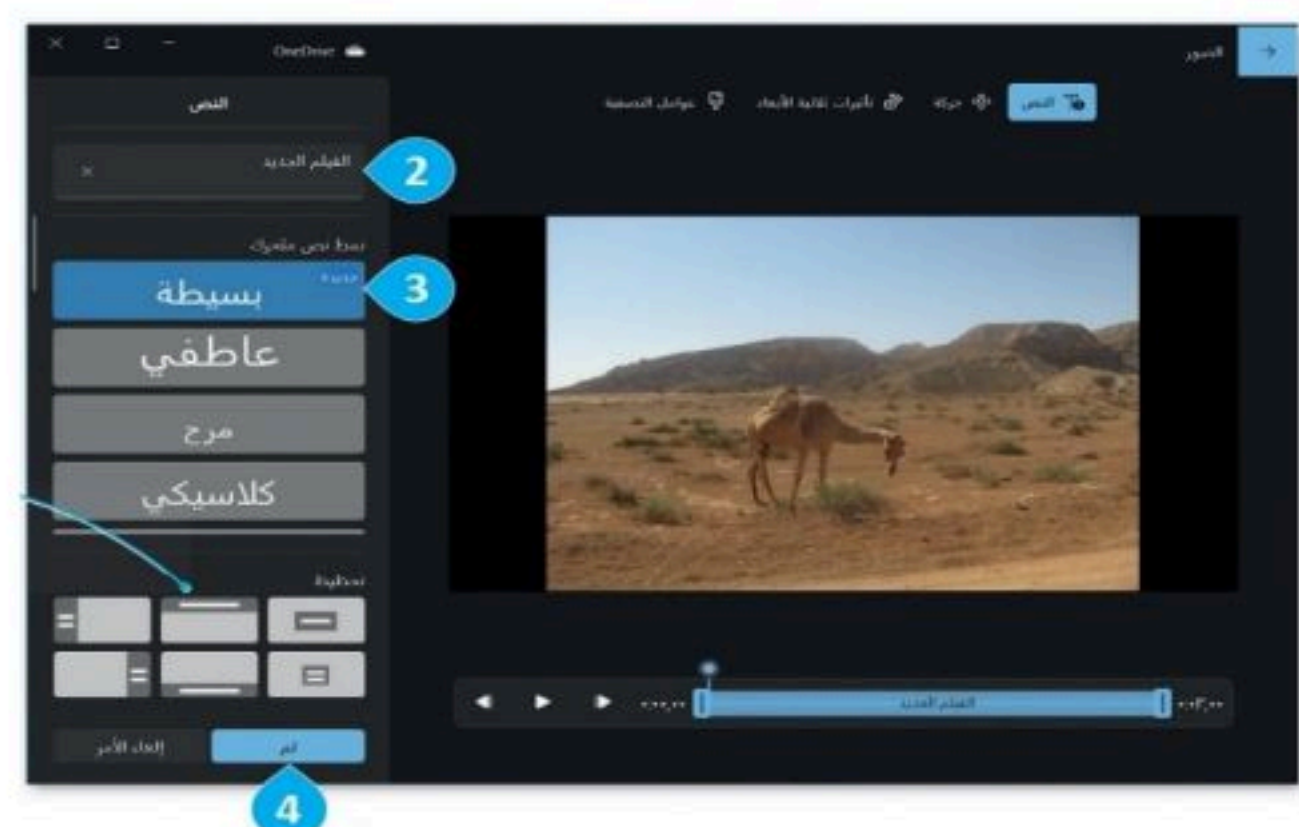 الصور
OneDrive
النص
حركة
تأثيرات ثلاثية الأبعاد
عوامل التصفية
النص
الفيلم الجديد
2
نمط نص متحرك
جديدة
بسيطة
3
عاطفي
مرح
كلاسيكي
تخطيط
الفيلم الجديد
تم
إلغاء الأمر
4